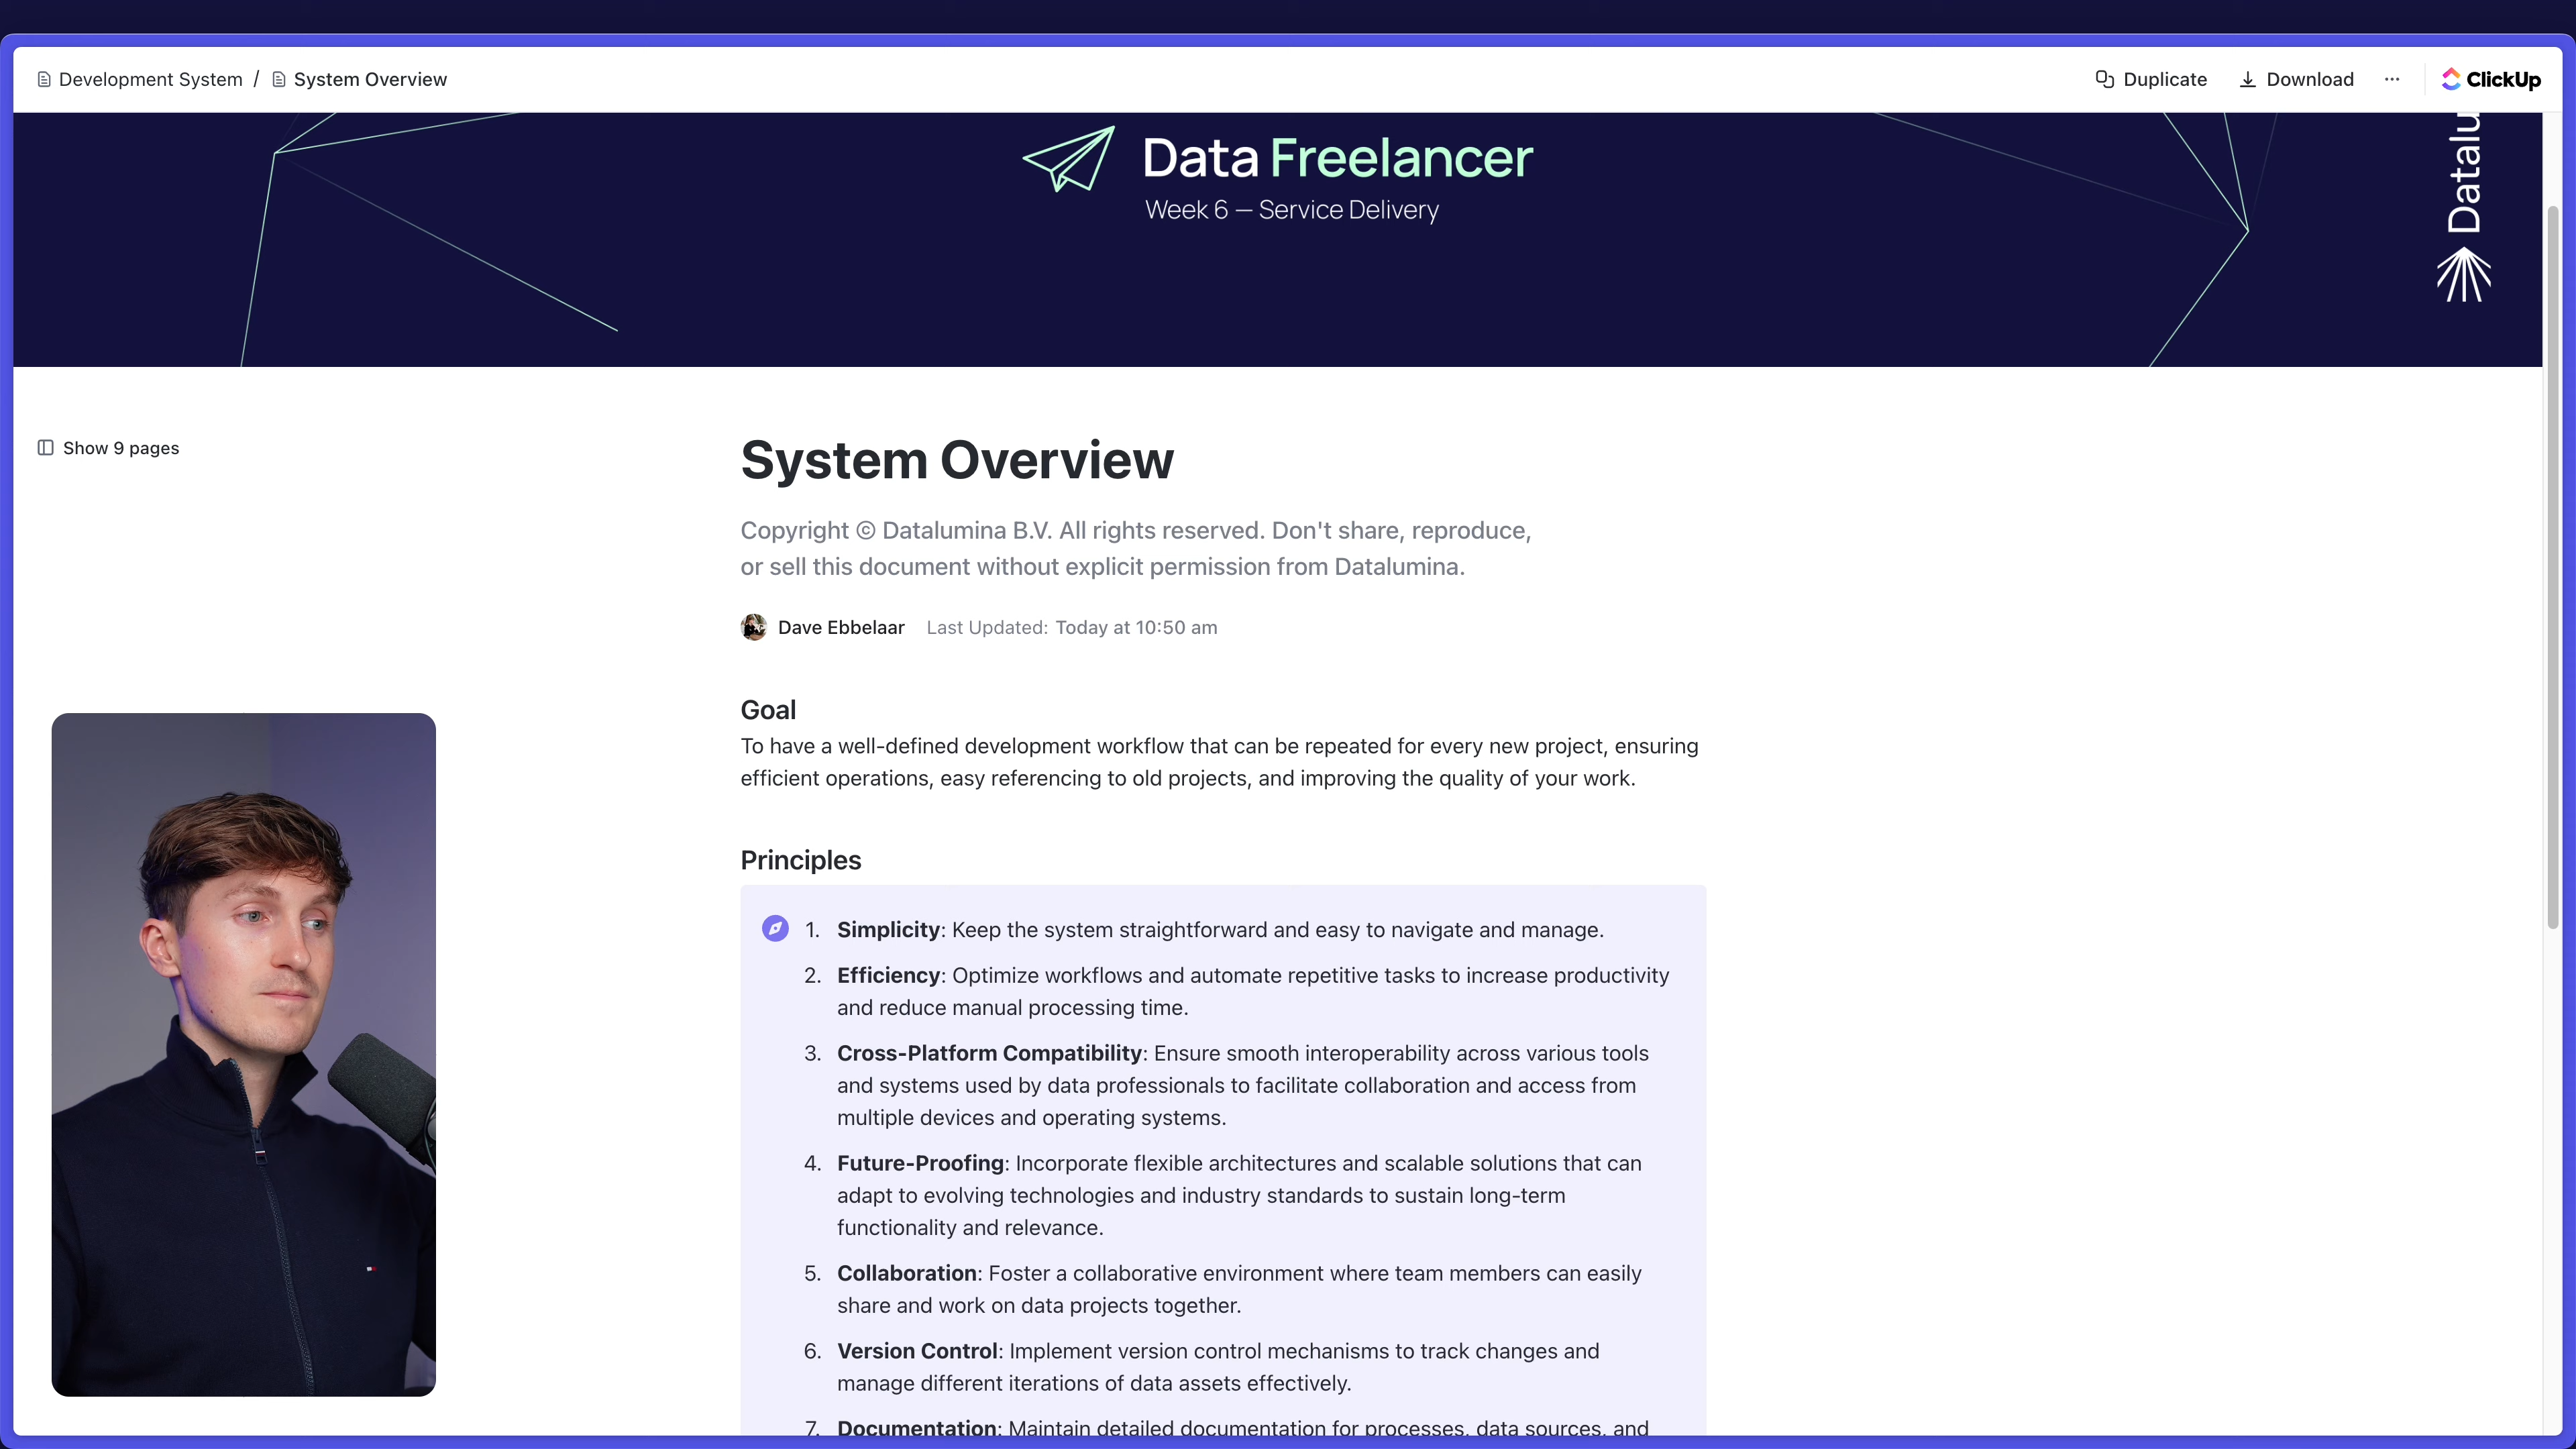 Development System / System Overview
Duplicate
Download
ClickUp
Data Freelancer
Week 6 — Service Delivery
Datalu
Show 9 pages
System Overview
Copyright © Datalumina B.V. All rights reserved. Don't share, reproduce,
or sell this document without explicit permission from Datalumina.
Dave Ebbelaar Last Updated: Today at 10:50 am
Goal
To have a well-defined development workflow that can be repeated for every new project, ensuring
efficient operations, easy referencing to old projects, and improving the quality of your work.
Principles
1. Simplicity: Keep the system straightforward and easy to navigate and manage.
2. Efficiency: Optimize workflows and automate repetitive tasks to increase productivity
and reduce manual processing time.
3. Cross-Platform Compatibility: Ensure smooth interoperability across various tools
and systems used by data professionals to facilitate collaboration and access from
multiple devices and operating systems.
4. Future-Proofing: Incorporate flexible architectures and scalable solutions that can
adapt to evolving technologies and industry standards to sustain long-term
functionality and relevance.
5. Collaboration: Foster a collaborative environment where team members can easily
share and work on data projects together.
6. Version Control: Implement version control mechanisms to track changes and
manage different iterations of data assets effectively.
7. Documentation: Maintain detailed documentation for processes, data sources, and